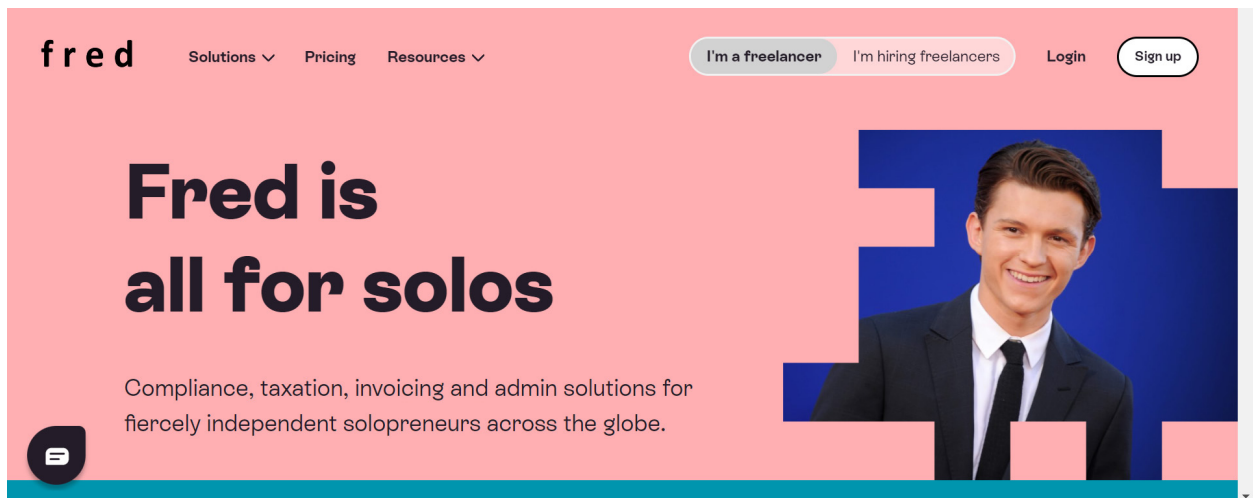 fred
Solutions
Pricing
Resources
I'm a freelancer
I'm hiring freelancers
Login
Sign up
Fred is
all for solos
Compliance, taxation, invoicing and admin solutions for
fiercely independent solopreneurs across the globe.